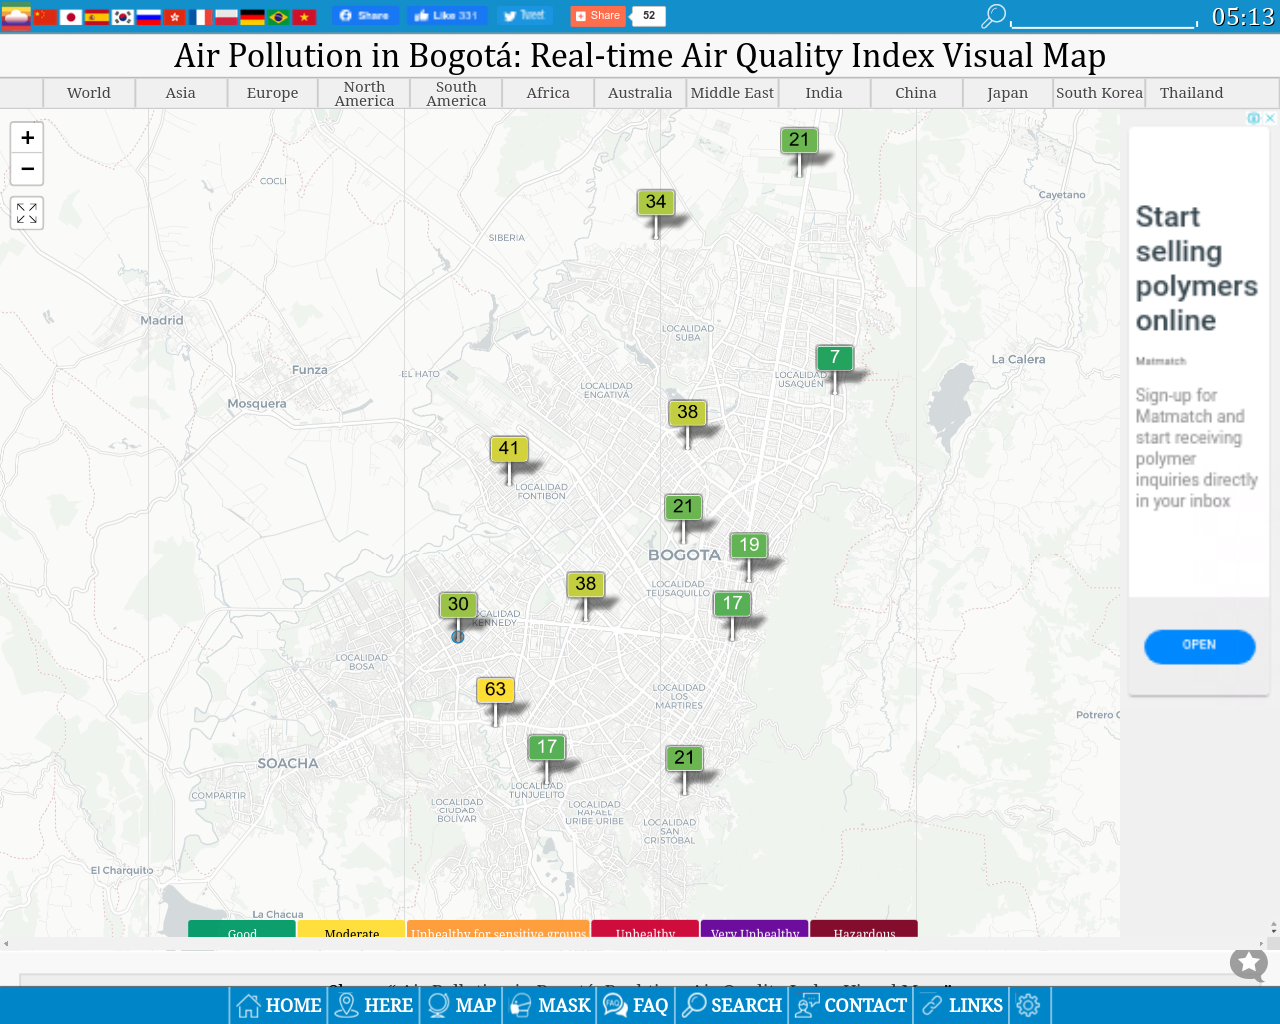 Share
Like 331
Tweet
Share
52
05:13
Air Pollution in Bogotá: Real-time Air Quality Index Visual Map
World
Asia
Europe
North America
South America
Africa
Australia
Middle East
India
China
Japan
South Korea
Thailand
+
−
21
COCLI
Cayetano
34
SIBERIA
Madrid
LOCALIDAD
SUBA
7
La Calera
Funza
EL HATO
LOCALIDAD
USAQUÉN
LOCALIDAD
ENGATIVÁ
Mosquera
38
41
LOCALIDAD
FONTIBÓN
21
BOGOTA
19
38
LOCALIDAD
TEUSAQUILLO
17
30
KENNEDY
LOCALIDAD
BOSA
63
LOCALIDAD
LOS
MÁRTIRES
Potrero
17
21
SOACHA
COMPARTIR
LOCALIDAD
TUNJUELITO
LOCALIDAD
CIUDAD
BOLÍVAR
LOCALIDAD
RAFAEL
URIBE URIBE
LOCALIDAD
SAN
CRISTÓBAL
El Charquito
La Chacua
Good
Moderate
Unhealthy for sensitive groups
Unhealthy
Very Unhealthy
Hazardous
Start
selling
polymers
online
Matmatch
Sign-up for
Matmatch and
start receiving
polymer
inquiries directly
in your inbox
OPEN
HOME
HERE
MAP
MASK
FAQ
FAQ
SEARCH
CONTACT
LINKS